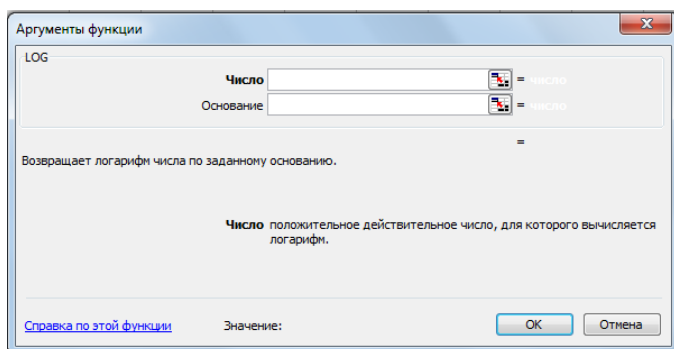 Аргументы функции
LOG
Число = число
Основание = число
=
Возвращает логарифм числа по заданному основанию.
Число положительное действительное число, для которого вычисляется
логарифм.
Справка по этой функции Значение: ОК Отмена